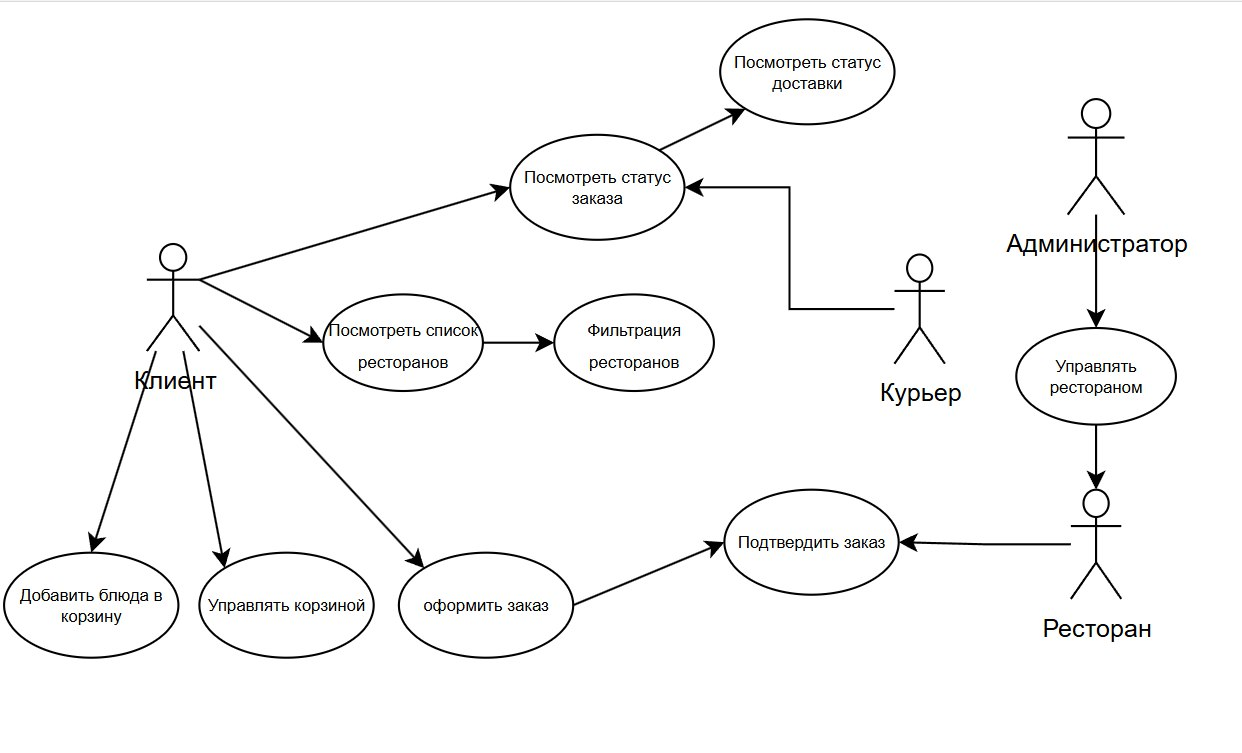 Посмотреть статус
доставки
Посмотреть статус
заказа
Администратор
Посмотреть список
ресторанов
Фильтрация
ресторанов
Клиент
Курьер
Управлять
рестораном
Подтвердить заказ
Добавить блюда в
корзину
Управлять корзиной
оформить заказ
Ресторан